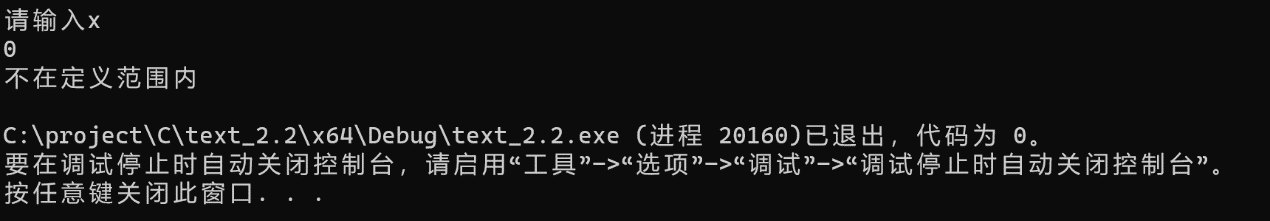 请输入x
0
不在定义范围内
C:\project\C\text_2.2\x64\Debug\text_2.2.exe (进程 20160)已退出，代码为 0。
要在调试停止时自动关闭控制台，请启用“工具”->“选项”->“调试”->“调试停止时自动关闭控制台”。
按任意键关闭此窗口. . .